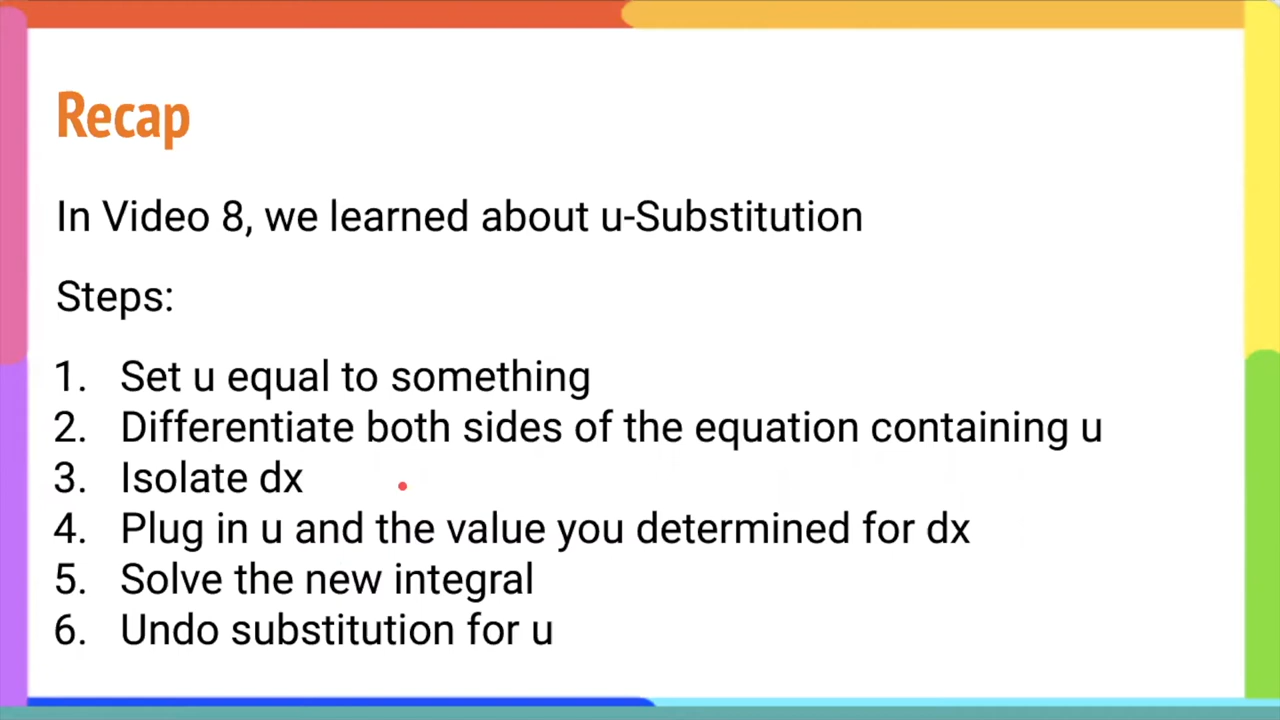 Recap
In Video 8, we learned about u-Substitution
Steps:
1. Set u equal to something
2. Differentiate both sides of the equation containing u
3. Isolate dx
4. Plug in u and the value you determined for dx
5. Solve the new integral
6. Undo substitution for u